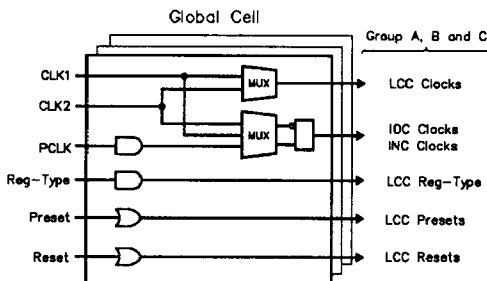 Global Cell
Group A, B and C
CLK1
MUX
LCC Clocks
CLK2
MUX
IOC Clocks
INC Clocks
PCLK
Reg-Type
LCC Reg-Type
Preset
LCC Presets
Reset
LCC Resets